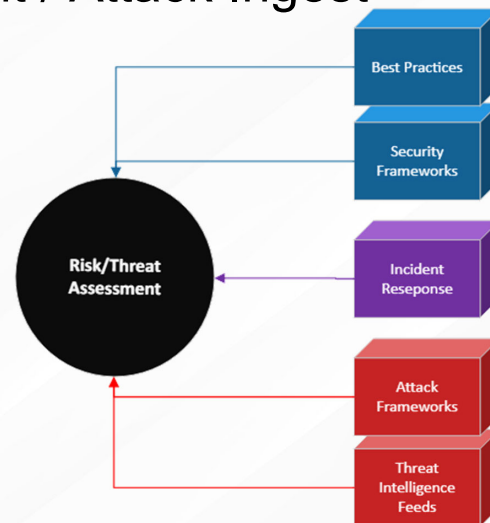 / Attack Ingest
Best Practices
Security
Frameworks
Risk/Threat
Assessment
Incident
Reseponse
Attack
Frameworks
Threat
Intelligence
Feeds